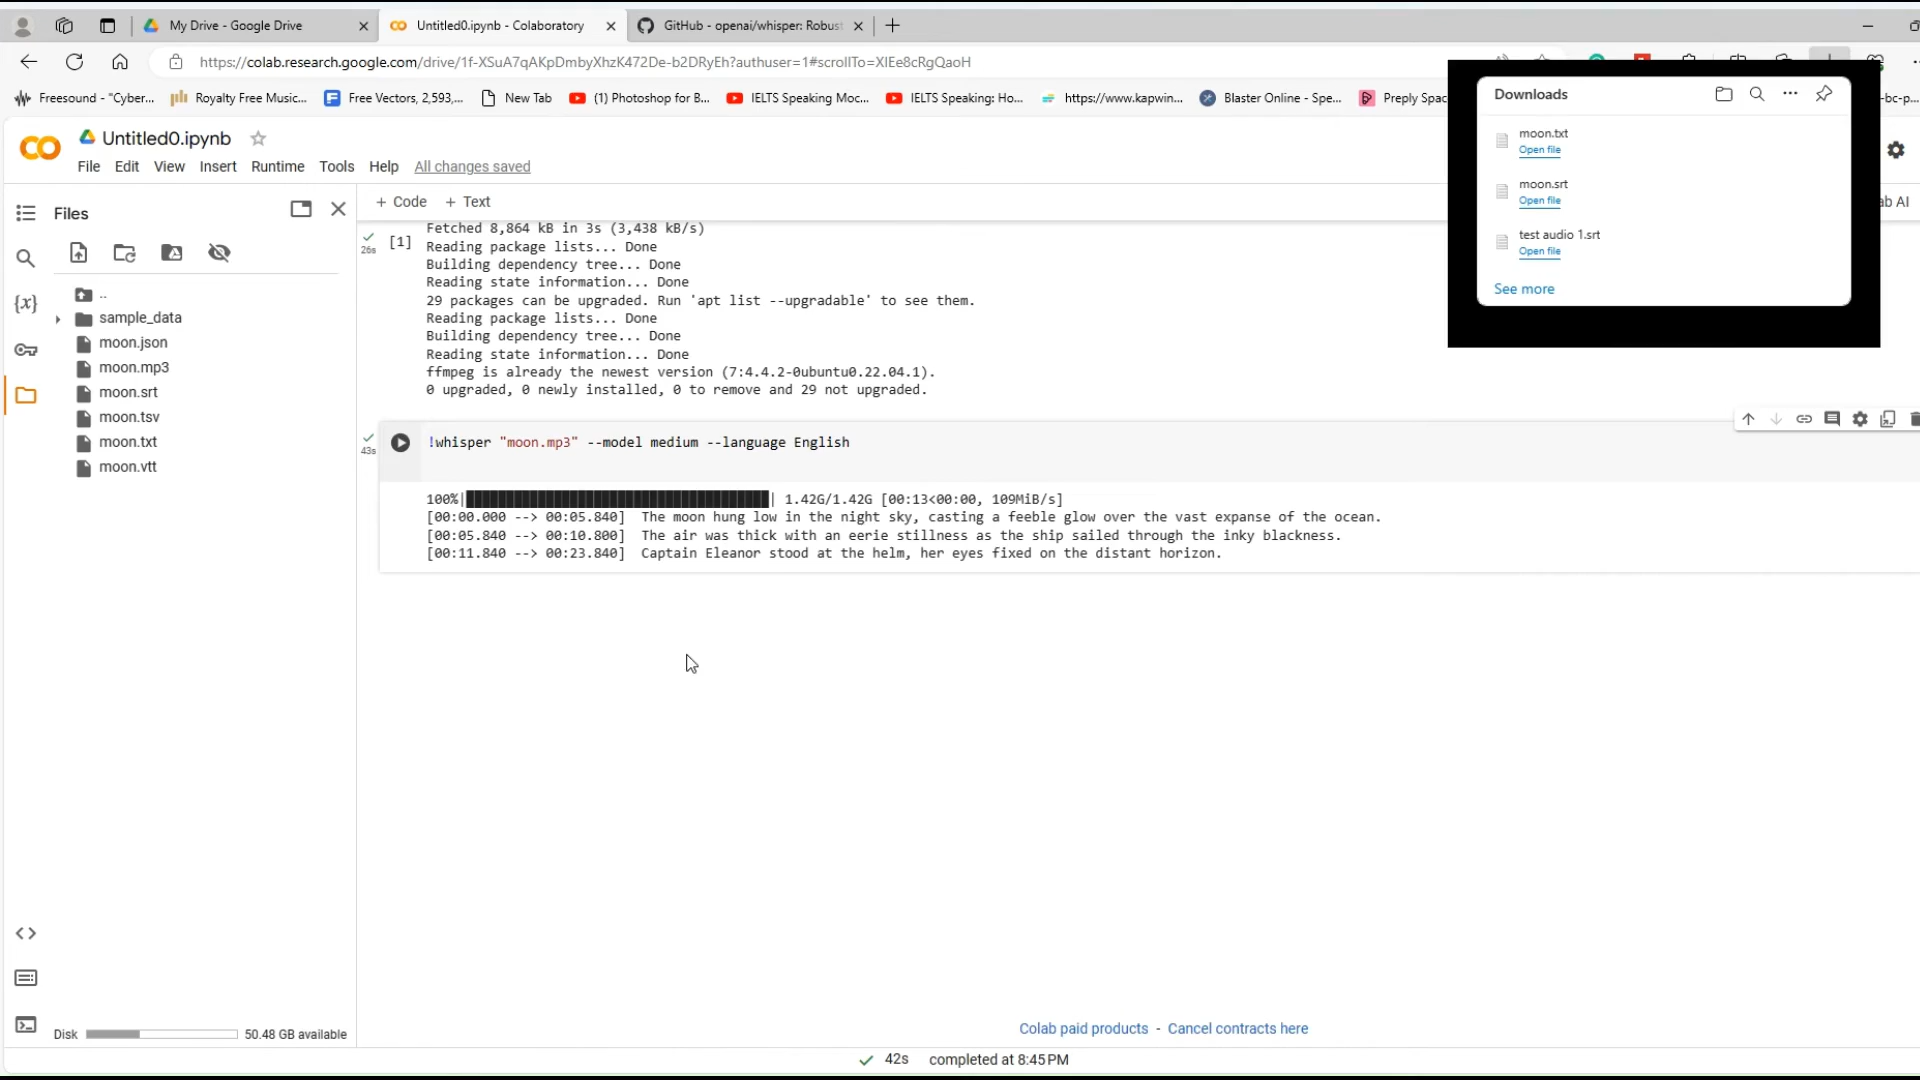 My Drive - Google Drive
Untitled0.ipynb - Colaboratory
GitHub - openai/whisper: Robus
https://colab.research.google.com/drive/1f-XSuA7qAKpDmbyXhzK472De-b2DRyEh?authuser=1#scrollTo=XIEe8cRgQaoH
Freesound - "Cyber...
Royalty Free Music...
Free Vectors, 2,593,...
New Tab
(1) Photoshop for B...
IELTS Speaking Moc...
IELTS Speaking: Ho...
https://www.kapwin...
Blaster Online - Spe...
Preply Spac
-bc-p...
Downloads
moon.txt
Open file
moon.srt
Open file
test audio 1.srt
Open file
See more
Untitled0.ipynb
File Edit View Insert Runtime Tools Help All changes saved
Files
+ Code + Text
ab AI
..
sample_data
moon.json
moon.mp3
moon.srt
moon.tsv
moon.txt
moon.vtt
{x}
26s
[1]
Fetched 8,864 kB in 3s (3,438 kB/s)
Reading package lists... Done
Building dependency tree... Done
Reading state information... Done
29 packages can be upgraded. Run 'apt list --upgradable' to see them.
Reading package lists... Done
Building dependency tree... Done
Reading state information... Done
ffmpeg is already the newest version (7:4.4.2-0ubuntu0.22.04.1).
0 upgraded, 0 newly installed, 0 to remove and 29 not upgraded.
43s
!whisper "moon.mp3" --model medium --language English
100%| | 1.42G/1.42G [00:13<00:00, 109MiB/s]
[00:00.000 --> 00:05.840] The moon hung low in the night sky, casting a feeble glow over the vast expanse of the ocean.
[00:05.840 --> 00:10.800] The air was thick with an eerie stillness as the ship sailed through the inky blackness.
[00:11.840 --> 00:23.840] Captain Eleanor stood at the helm, her eyes fixed on the distant horizon.
Disk 50.48 GB available
Colab paid products - Cancel contracts here
42s completed at 8:45 PM